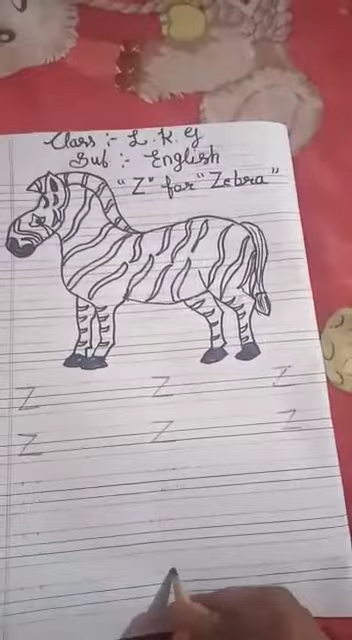 Class :- L.K.G
Sub :- English
"Z" for "Zebra"
Z Z Z
Z Z Z